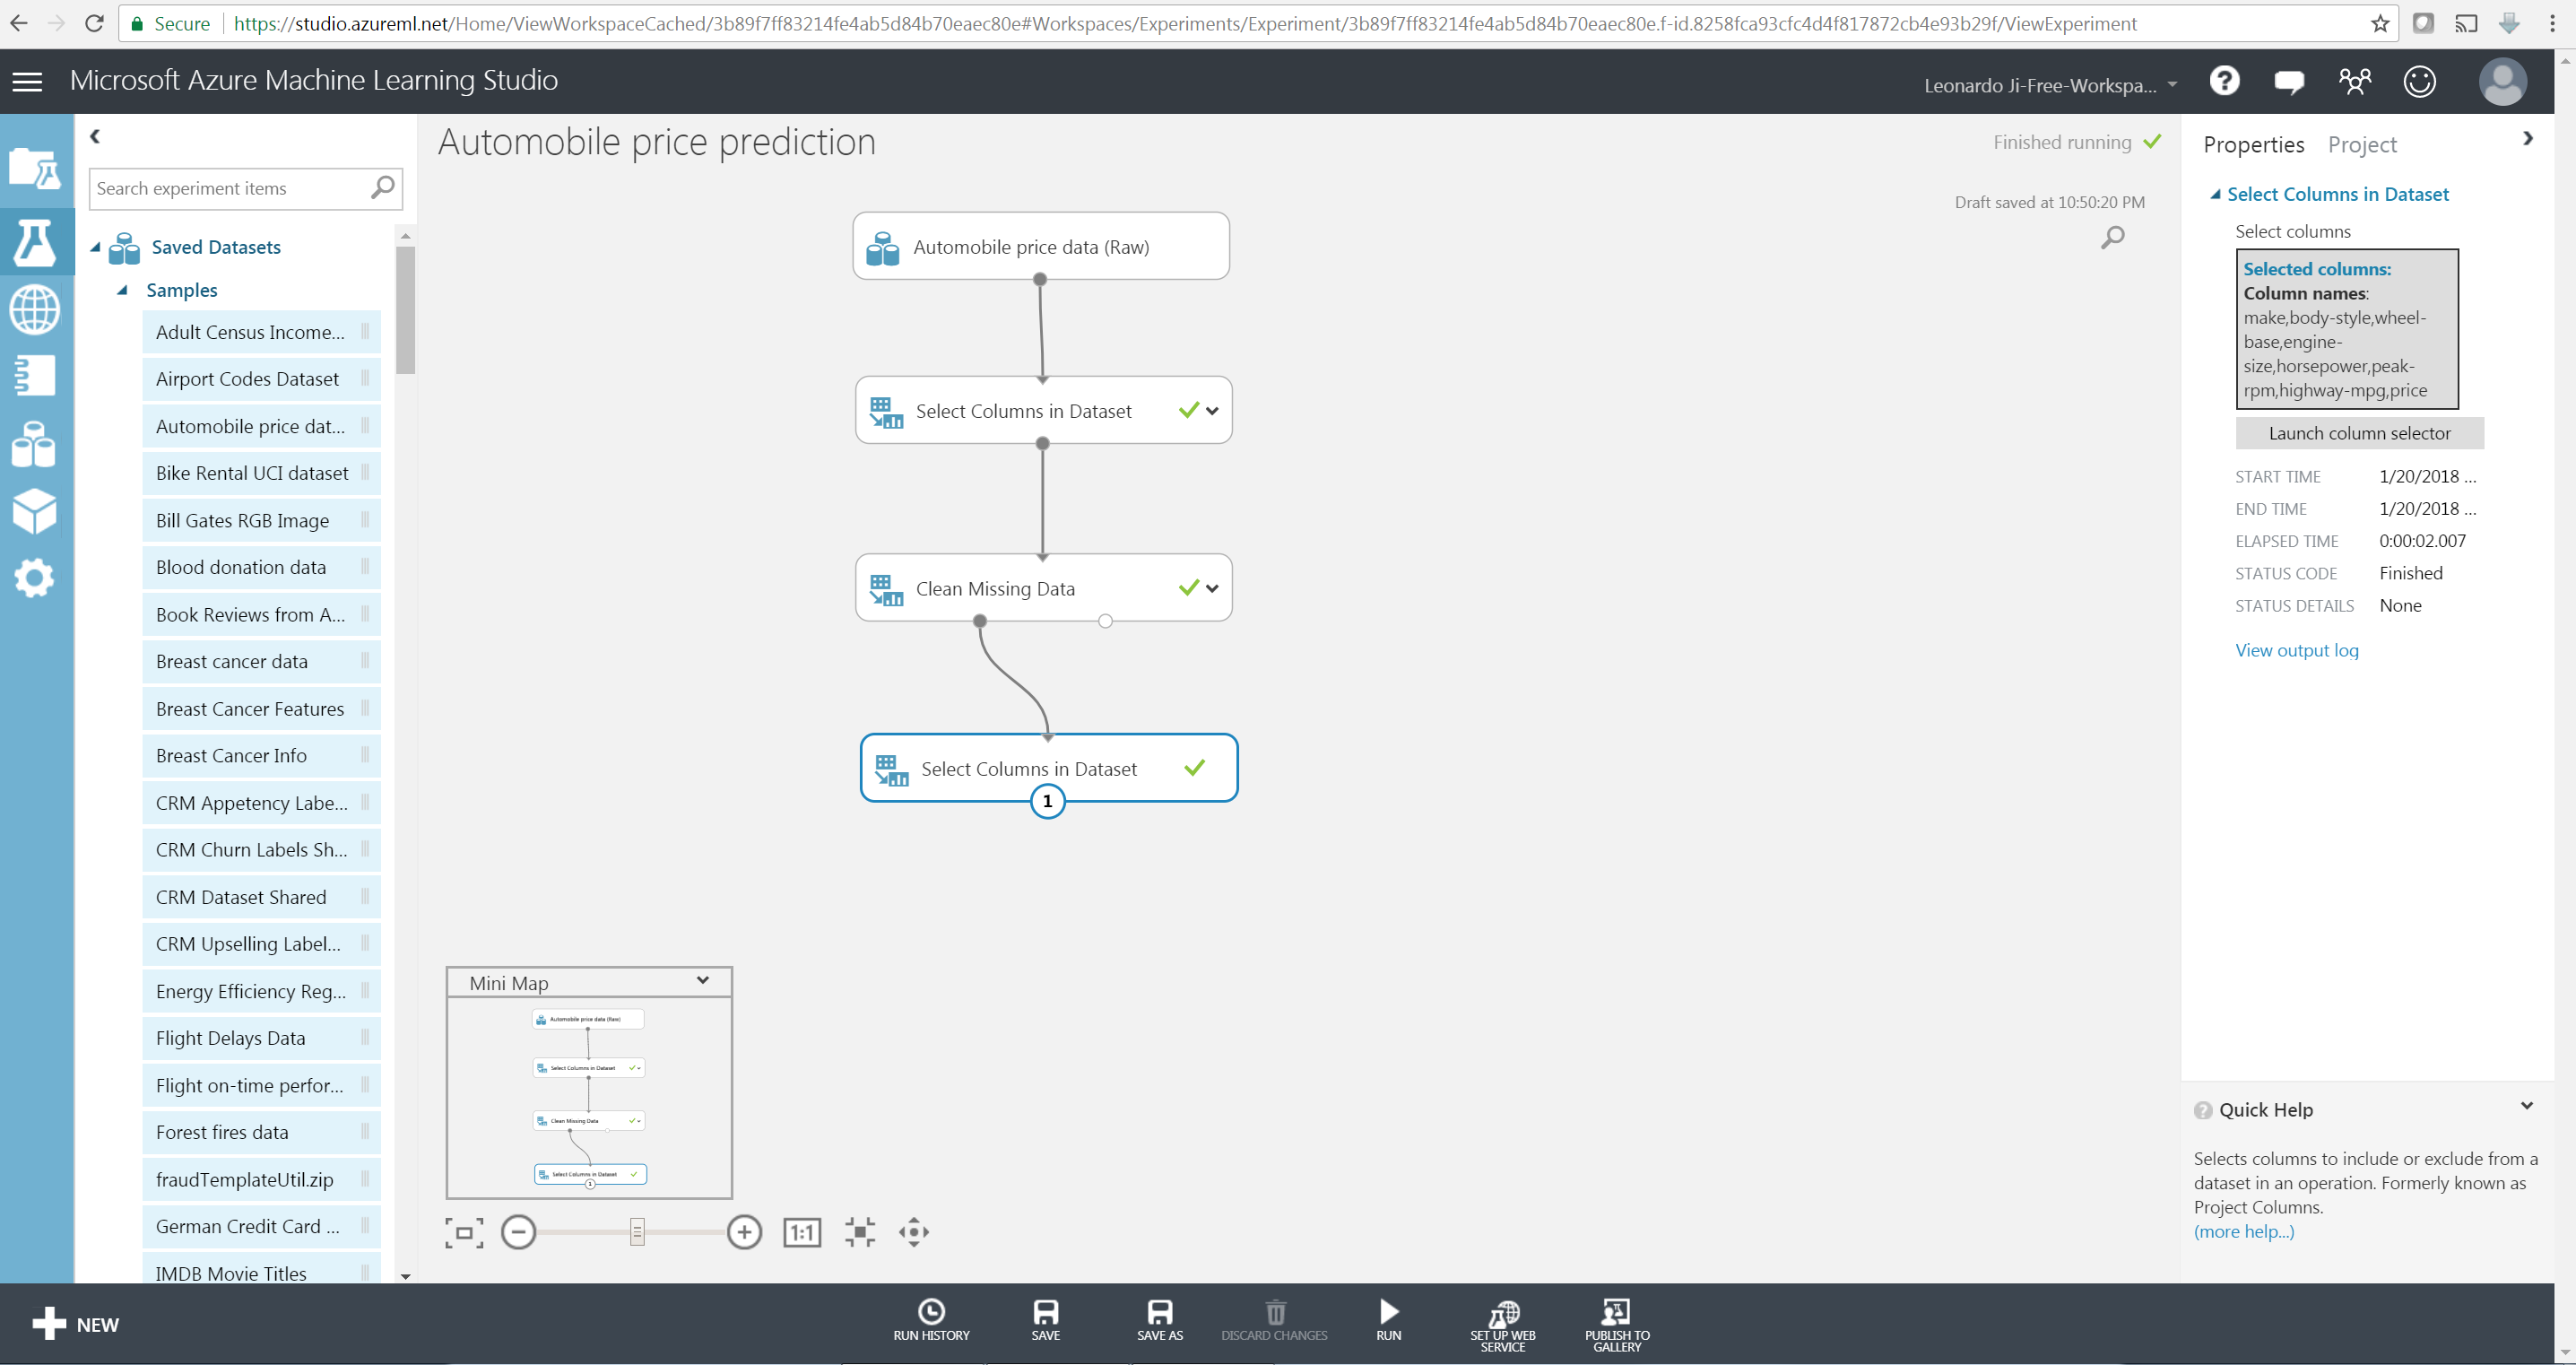 Secure
https://studio.azureml.net/Home/ViewWorkspaceCached/3b89f7ff83214fe4ab5d84b70eaec80e#Workspaces/Experiments/Experiment/3b89f7ff83214fe4ab5d84b70eaec80e.f-id.8258fca93cfc4d4f817872cb4e93b29f/ViewExperiment
Microsoft Azure Machine Learning Studio
Leonardo Ji-Free-Workspa...
Search experiment items
Saved Datasets
Samples
Adult Census Income...
Airport Codes Dataset
Automobile price dat...
Bike Rental UCI dataset
Bill Gates RGB Image
Blood donation data
Book Reviews from A...
Breast cancer data
Breast Cancer Features
Breast Cancer Info
CRM Appetency Labe...
CRM Churn Labels Sh...
CRM Dataset Shared
CRM Upselling Label...
Energy Efficiency Reg...
Flight Delays Data
Flight on-time perfor...
Forest fires data
fraudTemplateUtil.zip
German Credit Card ...
IMDB Movie Titles
Automobile price prediction
Finished running
Draft saved at 10:50:20 PM
Automobile price data (Raw)
Select Columns in Dataset
Clean Missing Data
Select Columns in Dataset
1
Mini Map
Automobile price data (Raw)
Select Columns in Dataset
Clean Missing Data
Select Columns in Dataset
1
1:1
Properties
Project
Select Columns in Dataset
Select columns
Selected columns:
Column names:
make,body-style,wheel-
base,engine-
size,horsepower,peak-
rpm,highway-mpg,price
Launch column selector
START TIME 1/20/2018 ...
END TIME 1/20/2018 ...
ELAPSED TIME 0:00:02.007
STATUS CODE Finished
STATUS DETAILS None
View output log
? Quick Help
Selects columns to include or exclude from a
dataset in an operation. Formerly known as
Project Columns.
(more help...)
NEW
RUN HISTORY
SAVE
SAVE AS
DISCARD CHANGES
RUN
SET UP WEB
SERVICE
PUBLISH TO
GALLERY